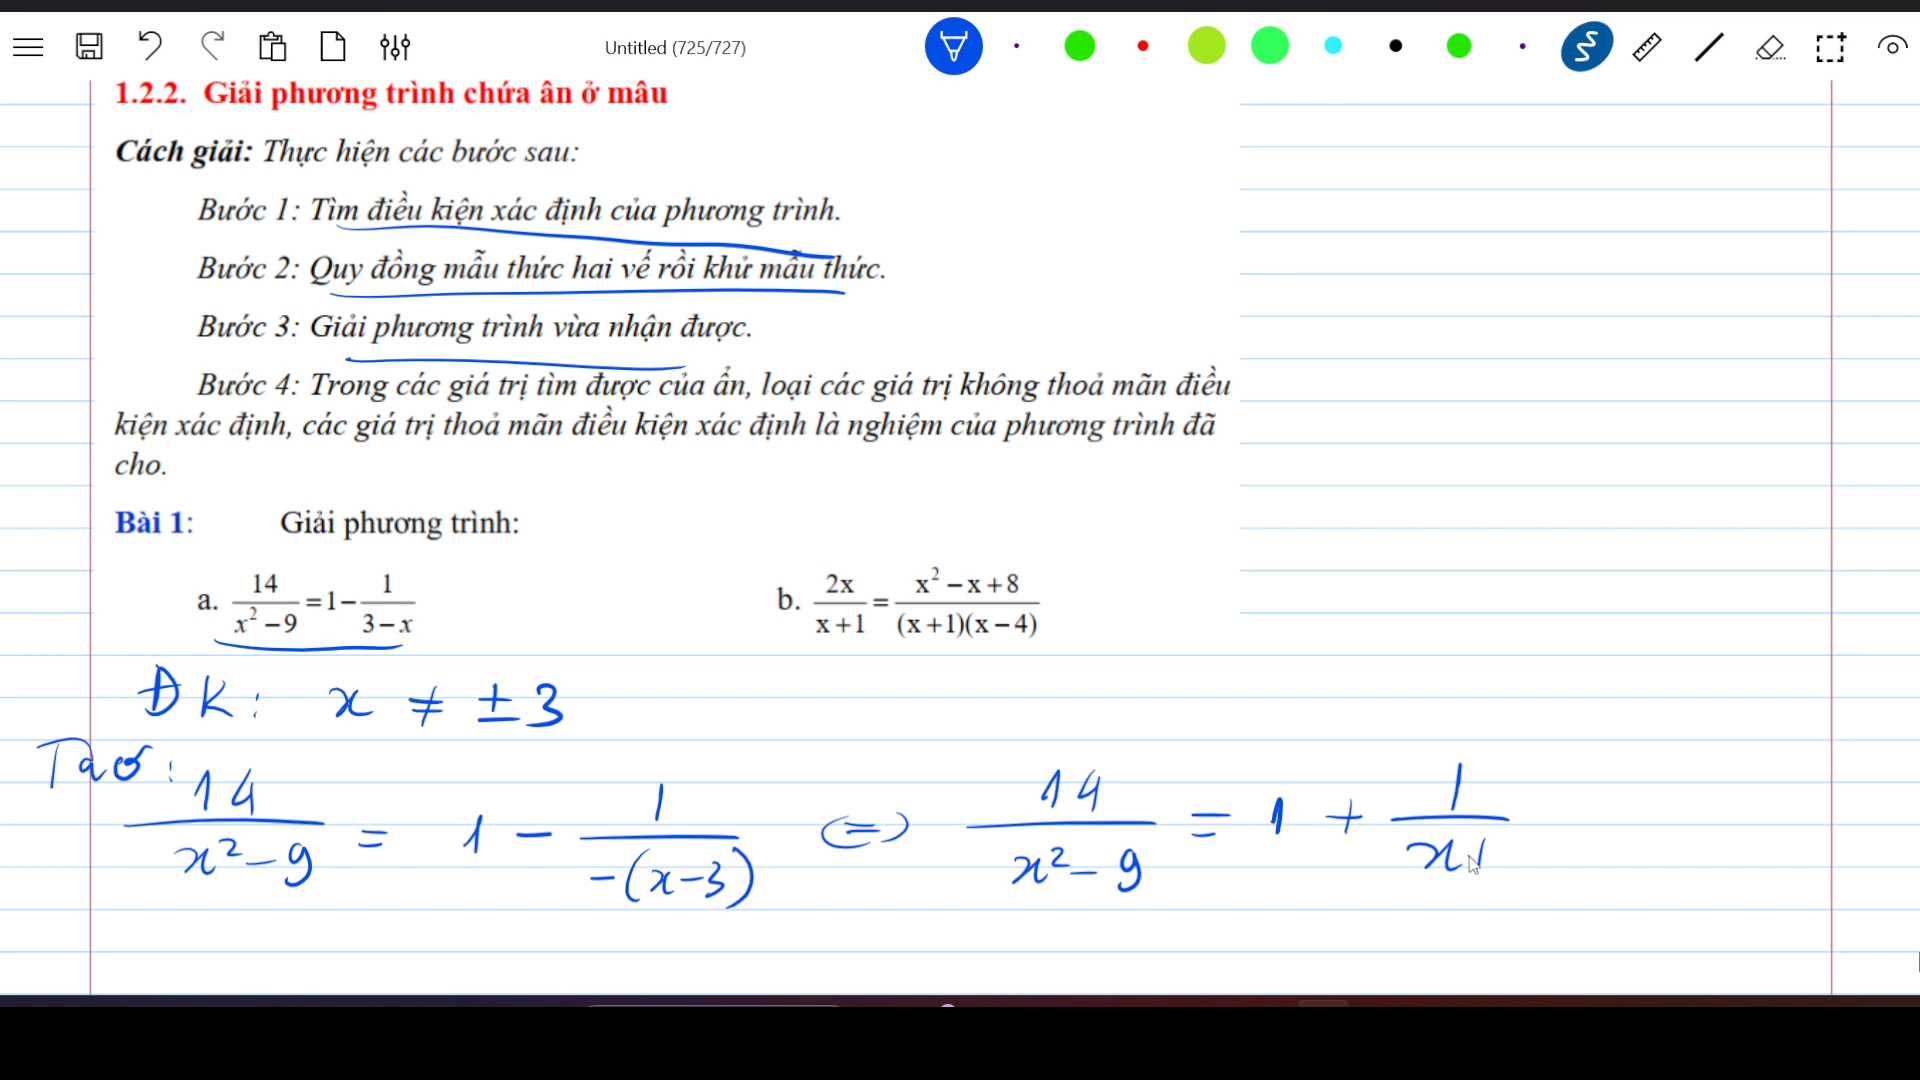 Untitled (725/727)
1.2.2. Giải phương trình chứa ân ở mâu
Cách giải: Thực hiện các bước sau:
Bước 1: Tìm điều kiện xác định của phương trình.
Bước 2: Quy đồng mẫu thức hai vế rồi khử mẫu thức.
Bước 3: Giải phương trình vừa nhận được.
Bước 4: Trong các giá trị tìm được của ẩn, loại các giá trị không thoả mãn điều
kiện xác định, các giá trị thoả mãn điều kiện xác định là nghiệm của phương trình đã
cho.
Bài 1: Giải phương trình:
a. 14/(x² − 9) = 1 − 1/(3 − x) b. 2x/(x + 1) = (x² − x + 8)/((x + 1)(x − 4))
ĐK: x ≠ ± 3
Ta có:
14/(x² − 9) = 1 − 1/(−(x − 3)) <=> 14/(x² − 9) = 1 + 1/x